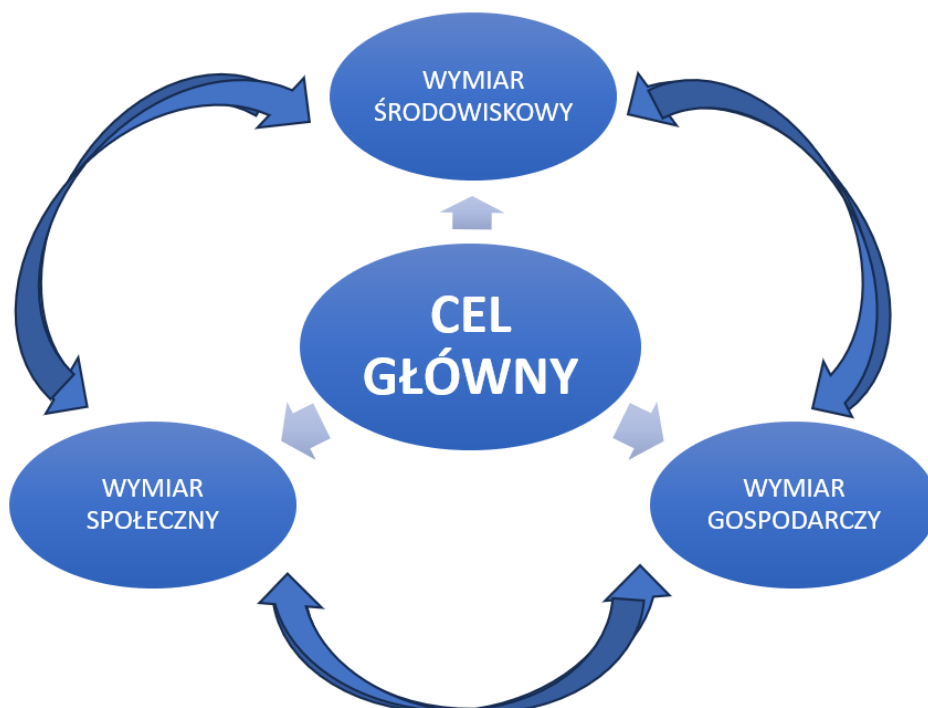 WYMIAR
ŚRODOWISKOWY
CEL
GŁÓWNY
WYMIAR
SPOŁECZNY
WYMIAR
GOSPODARCZY